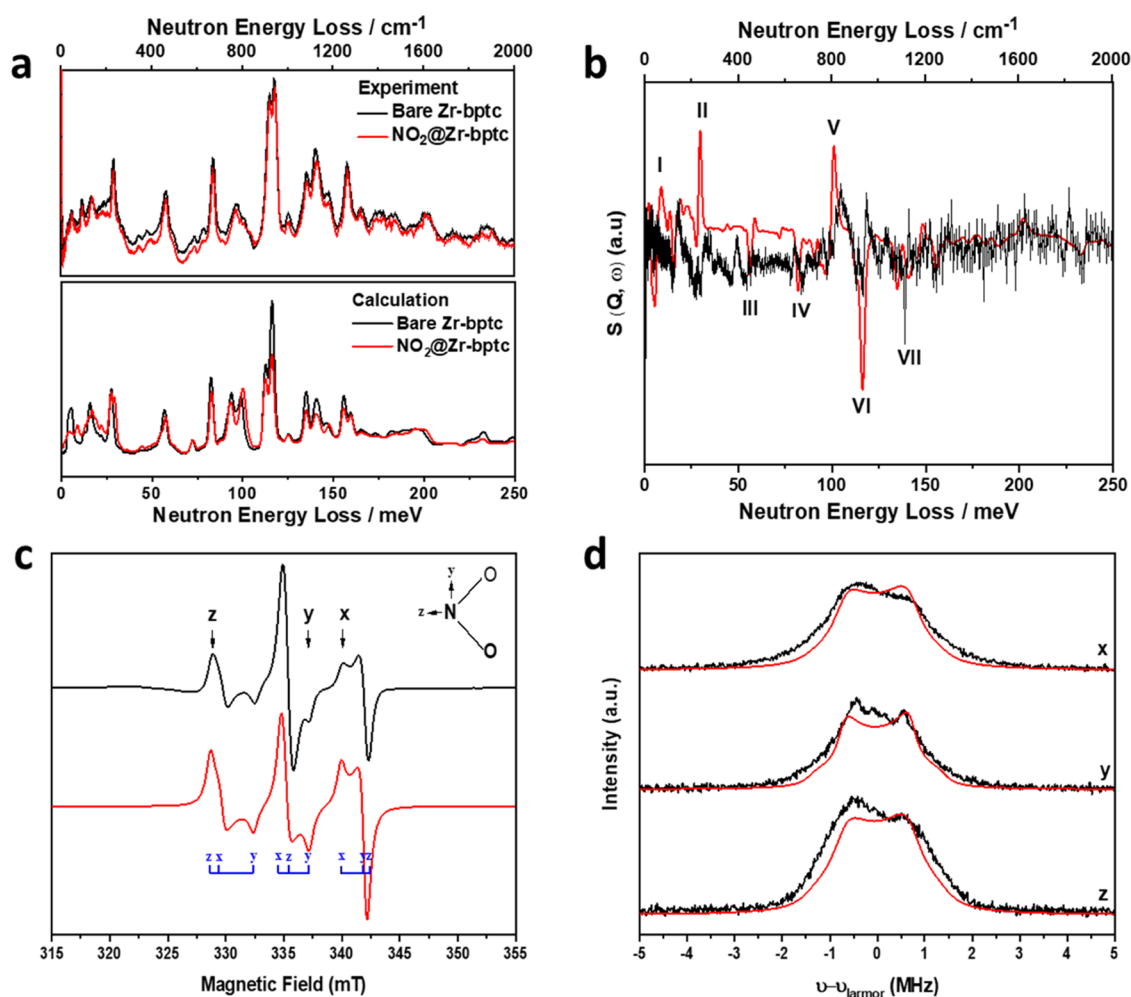 a
Neutron Energy Loss / cm-1
0 400 800 1200 1600 2000
Experiment
Bare Zr-bptc
NO2@Zr-bptc
Calculation
Bare Zr-bptc
NO2@Zr-bptc
0 50 100 150 200 250
Neutron Energy Loss / meV
b
Neutron Energy Loss / cm-1
0 400 800 1200 1600 2000
S (Q, ω) (a.u)
I
II
III
IV
V
VI
VII
0 50 100 150 200 250
Neutron Energy Loss / meV
c
z
y
x
y
z
N
O
O
z x y x z y x y z
315 320 325 330 335 340 345 350 355
Magnetic Field (mT)
d
Intensity (a.u.)
x
y
z
-5 -4 -3 -2 -1 0 1 2 3 4 5
υ-υlarmor (MHz)